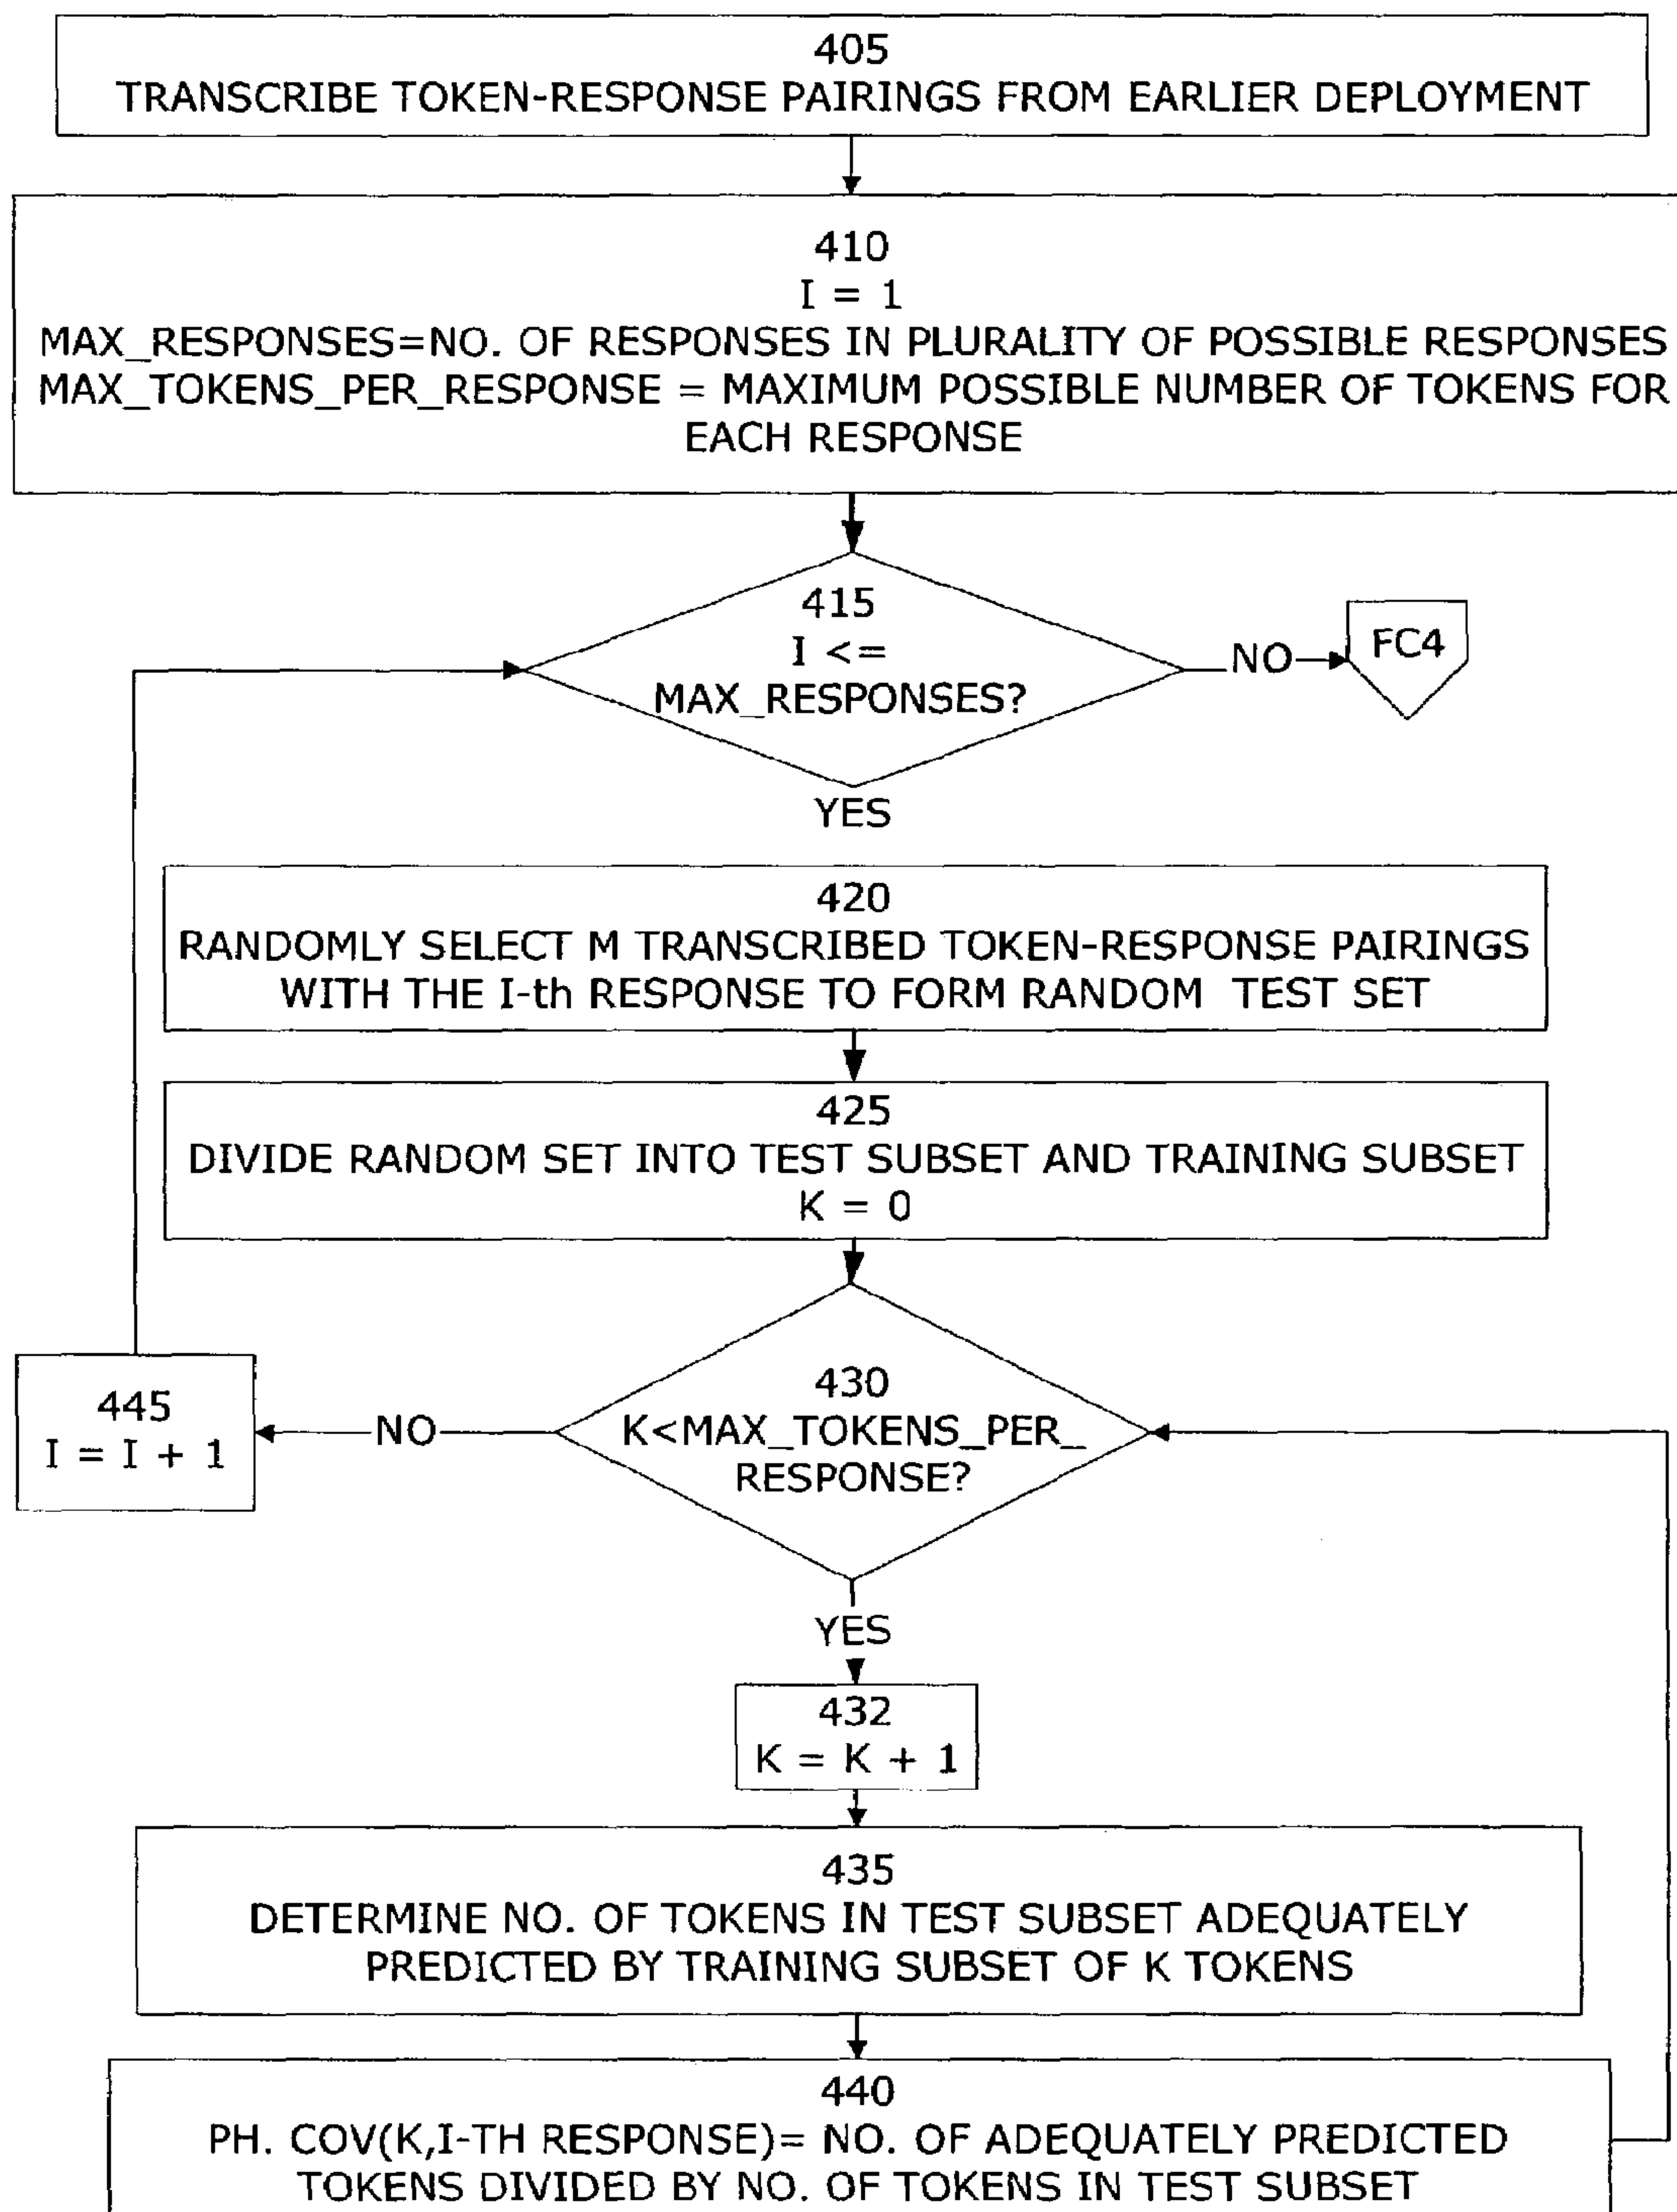 405
TRANSCRIBE TOKEN-RESPONSE PAIRINGS FROM EARLIER DEPLOYMENT
410
I = 1
MAX_RESPONSES=NO. OF RESPONSES IN PLURALITY OF POSSIBLE RESPONSES
MAX_TOKENS_PER_RESPONSE = MAXIMUM POSSIBLE NUMBER OF TOKENS FOR
EACH RESPONSE
415
I <=
MAX_RESPONSES?
NO
FC4
YES
420
RANDOMLY SELECT M TRANSCRIBED TOKEN-RESPONSE PAIRINGS
WITH THE I-th RESPONSE TO FORM RANDOM TEST SET
425
DIVIDE RANDOM SET INTO TEST SUBSET AND TRAINING SUBSET
K = 0
430
K<MAX_TOKENS_PER_
RESPONSE?
NO
445
I = I + 1
YES
432
K = K + 1
435
DETERMINE NO. OF TOKENS IN TEST SUBSET ADEQUATELY
PREDICTED BY TRAINING SUBSET OF K TOKENS
440
PH. COV(K,I-TH RESPONSE)= NO. OF ADEQUATELY PREDICTED
TOKENS DIVIDED BY NO. OF TOKENS IN TEST SUBSET